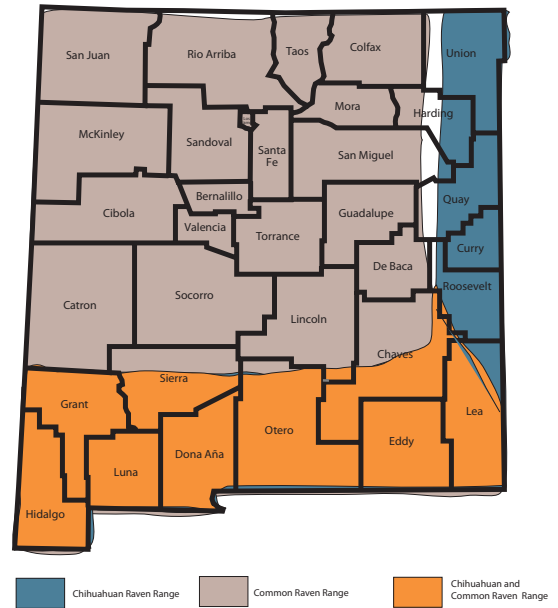 San Juan
Rio Arriba
Taos
Colfax
Union
Mora
Harding
McKinley
Sandoval
Santa
Fe
San Miguel
Bernalillo
Quay
Cibola
Valencia
Guadalupe
Torrance
Curry
De Baca
Roosevelt
Catron
Socorro
Lincoln
Chaves
Sierra
Grant
Lea
Otero
Eddy
Dona Aña
Luna
Hidalgo
Chihuahuan Raven Range
Common Raven Range
Chihuahuan and
Common Raven Range